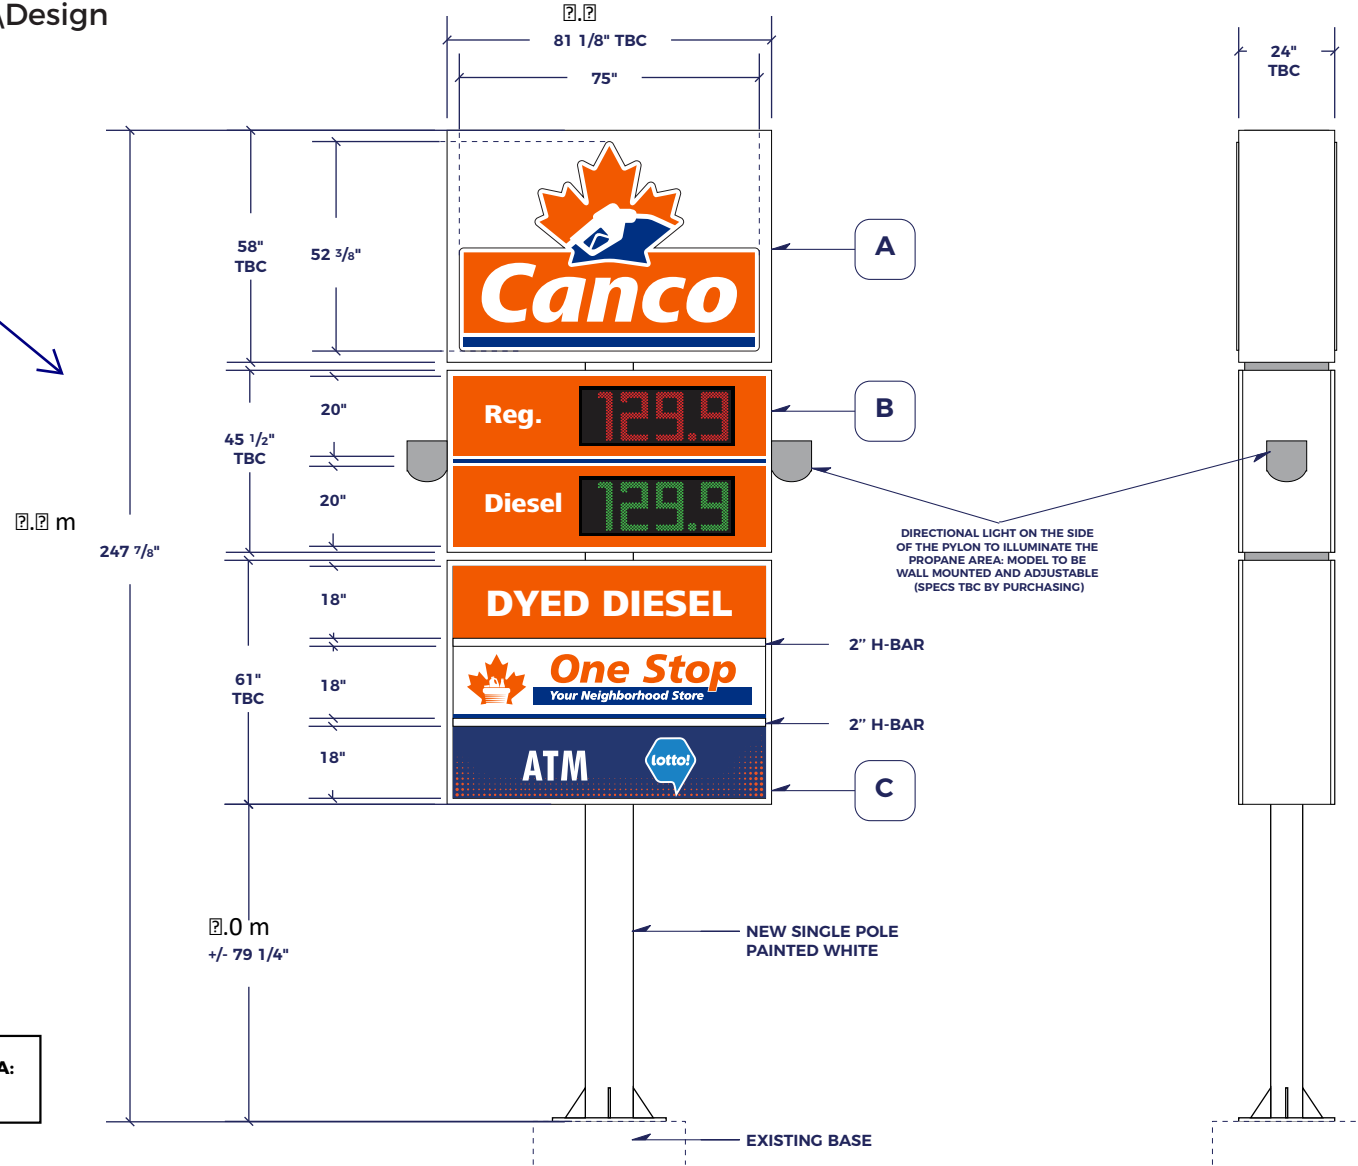 \Design
81 1/8" TBC
75"
24"
TBC
58"
TBC
52 3/8"
A
Canco
20"
Reg.
129.9
B
45 1/2"
TBC
20"
Diesel
129.9
m
247 7/8"
DIRECTIONAL LIGHT ON THE SIDE
OF THE PYLON TO ILLUMINATE THE
PROPANE AREA: MODEL TO BE
WALL MOUNTED AND ADJUSTABLE
(SPECS TBC BY PURCHASING)
18"
DYED DIESEL
2” H-BAR
61"
TBC
18"
One Stop
Your Neighborhood Store
2” H-BAR
18"
ATM
lotto!
C
.0 m
+/- 79 1/4"
NEW SINGLE POLE
PAINTED WHITE
A:
EXISTING BASE